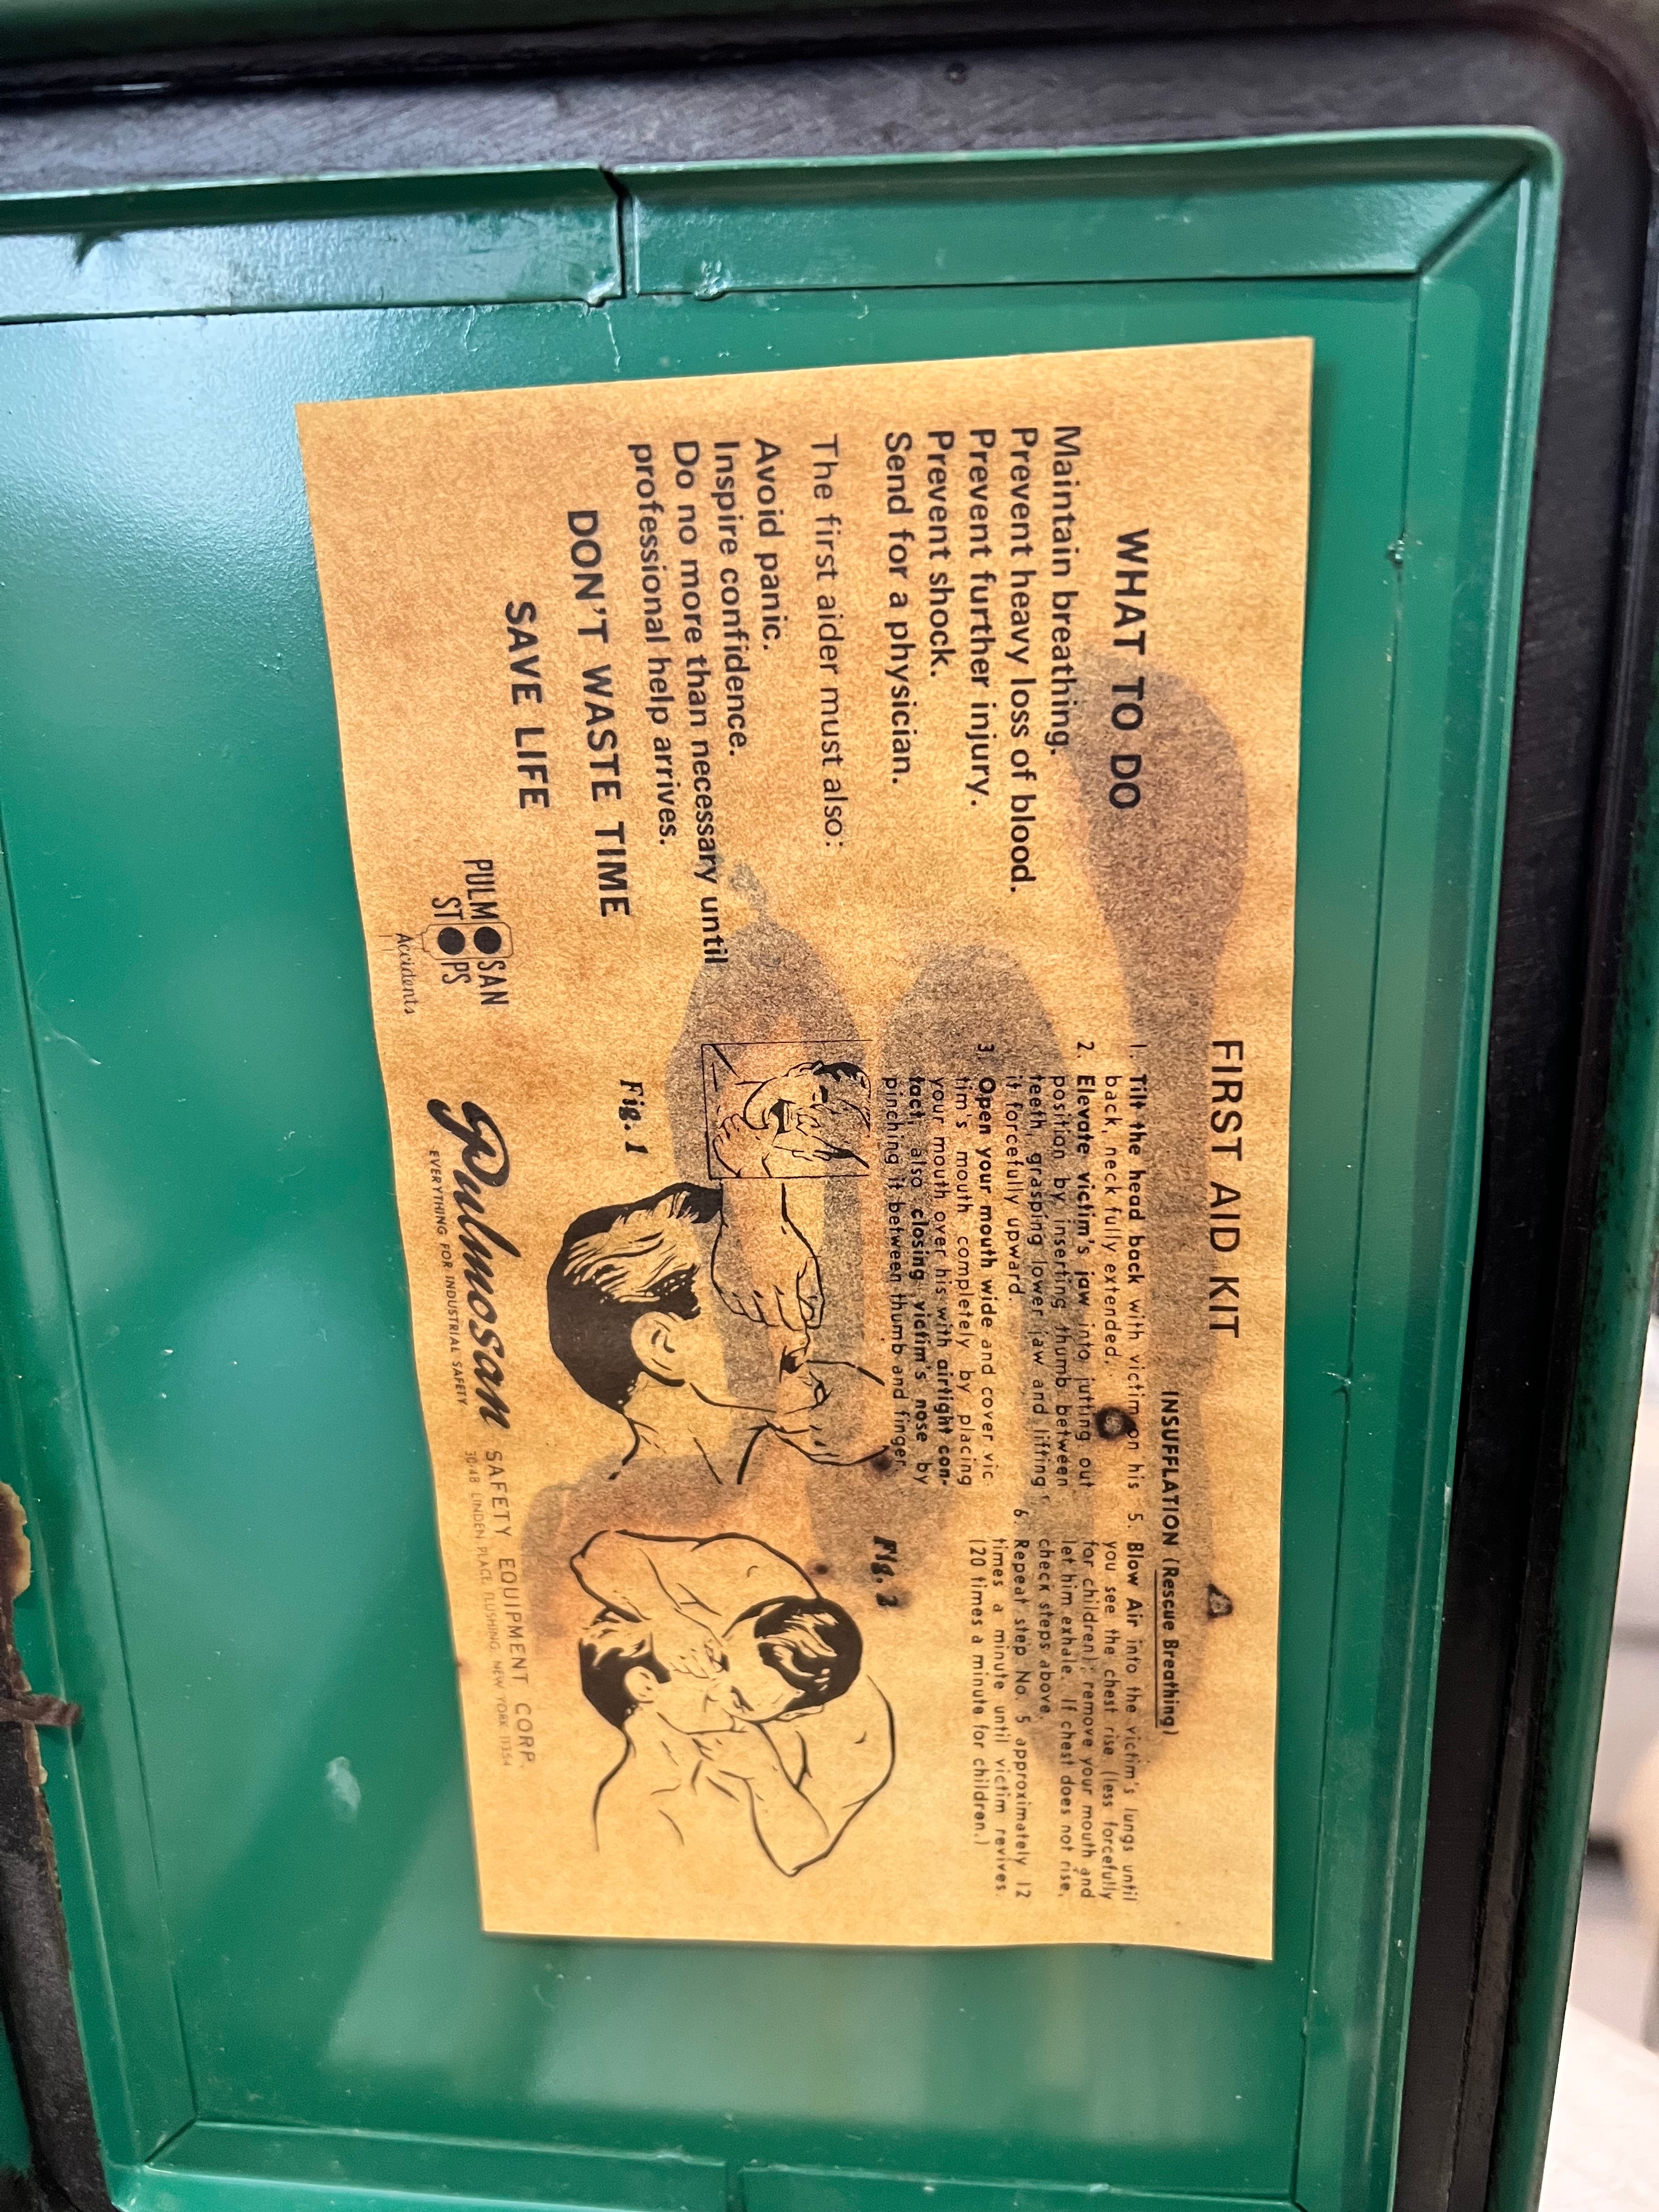 FIRST AID KIT
WHAT TO DO
Maintain breathing.
Prevent heavy loss of blood.
Prevent further injury.
Prevent shock.
Send for a physician.
The first aider must also:
Avoid panic.
Inspire confidence.
Do no more than necessary until
professional help arrives.
DON'T WASTE TIME
SAVE LIFE
INSUFFLATION (Rescue Breathing)
1. Tilt the head back with victim on his
back, neck fully extended.
2. Elevate victim's jaw into jutting out
position by inserting thumb between
teeth, grasping lower jaw and lifting
it forcefully upward.
3. Open your mouth wide and cover vic
tim's mouth completely by placing
your mouth over his with airtight con-
tact, also closing victim's nose by
pinching it between thumb and finger
5. Blow Air into the victim's lungs until
you see the chest rise, (less forcefully
for children); remove your mouth and
let him exhale. If chest does not rise,
check steps above.
6. Repeat step No. 5 approximately 12
times a minute until victim revives.
(20 times a minute for children.)
Fig. 1
Fig.
PULMOSAN
STOPS
Accidents
Pulmosan SAFETY EQUIPMENT CORP.
EVERYTHING FOR INDUSTRIAL SAFETY
30-48 LINDEN PLACE, FLUSHING, NEW YORK 11354